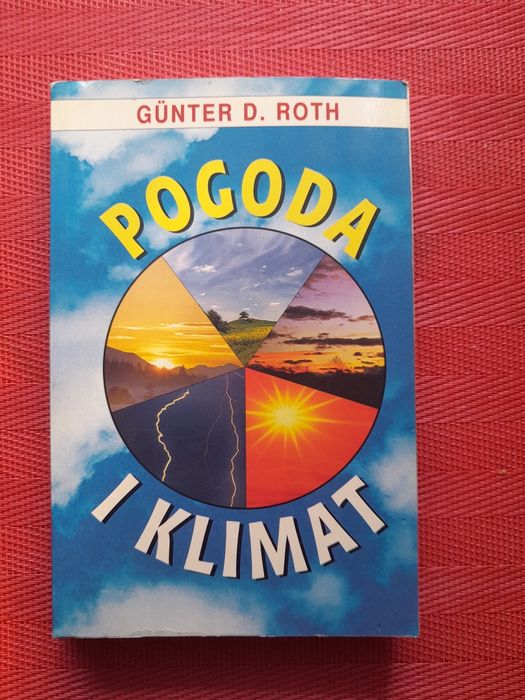 GÜNTER D. ROTH
POGODA
I KLIMAT